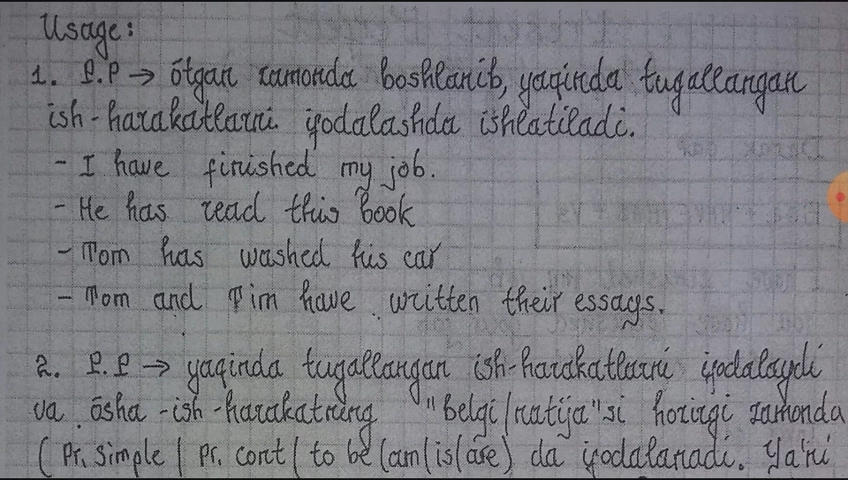 Usage:
1. P.P → ōtgan zamonda boshlanib, yaqinda tugallangan
ish-harakatlarni ifodalashda ishlatiladi.
- I have finished my job.
- He has read this book
- Tom has washed his car
- Tom and Tim have written their essays.
2. P.P → yaqinda tugallangan ish-harakatlarni ifodalaydi
va ōsha -ish -harakatning "belgi/natija"si hozirgi zamonda
(Pr. simple / Pr. cont / to be (am/is/are) da ifodalanadi. Ya'ni